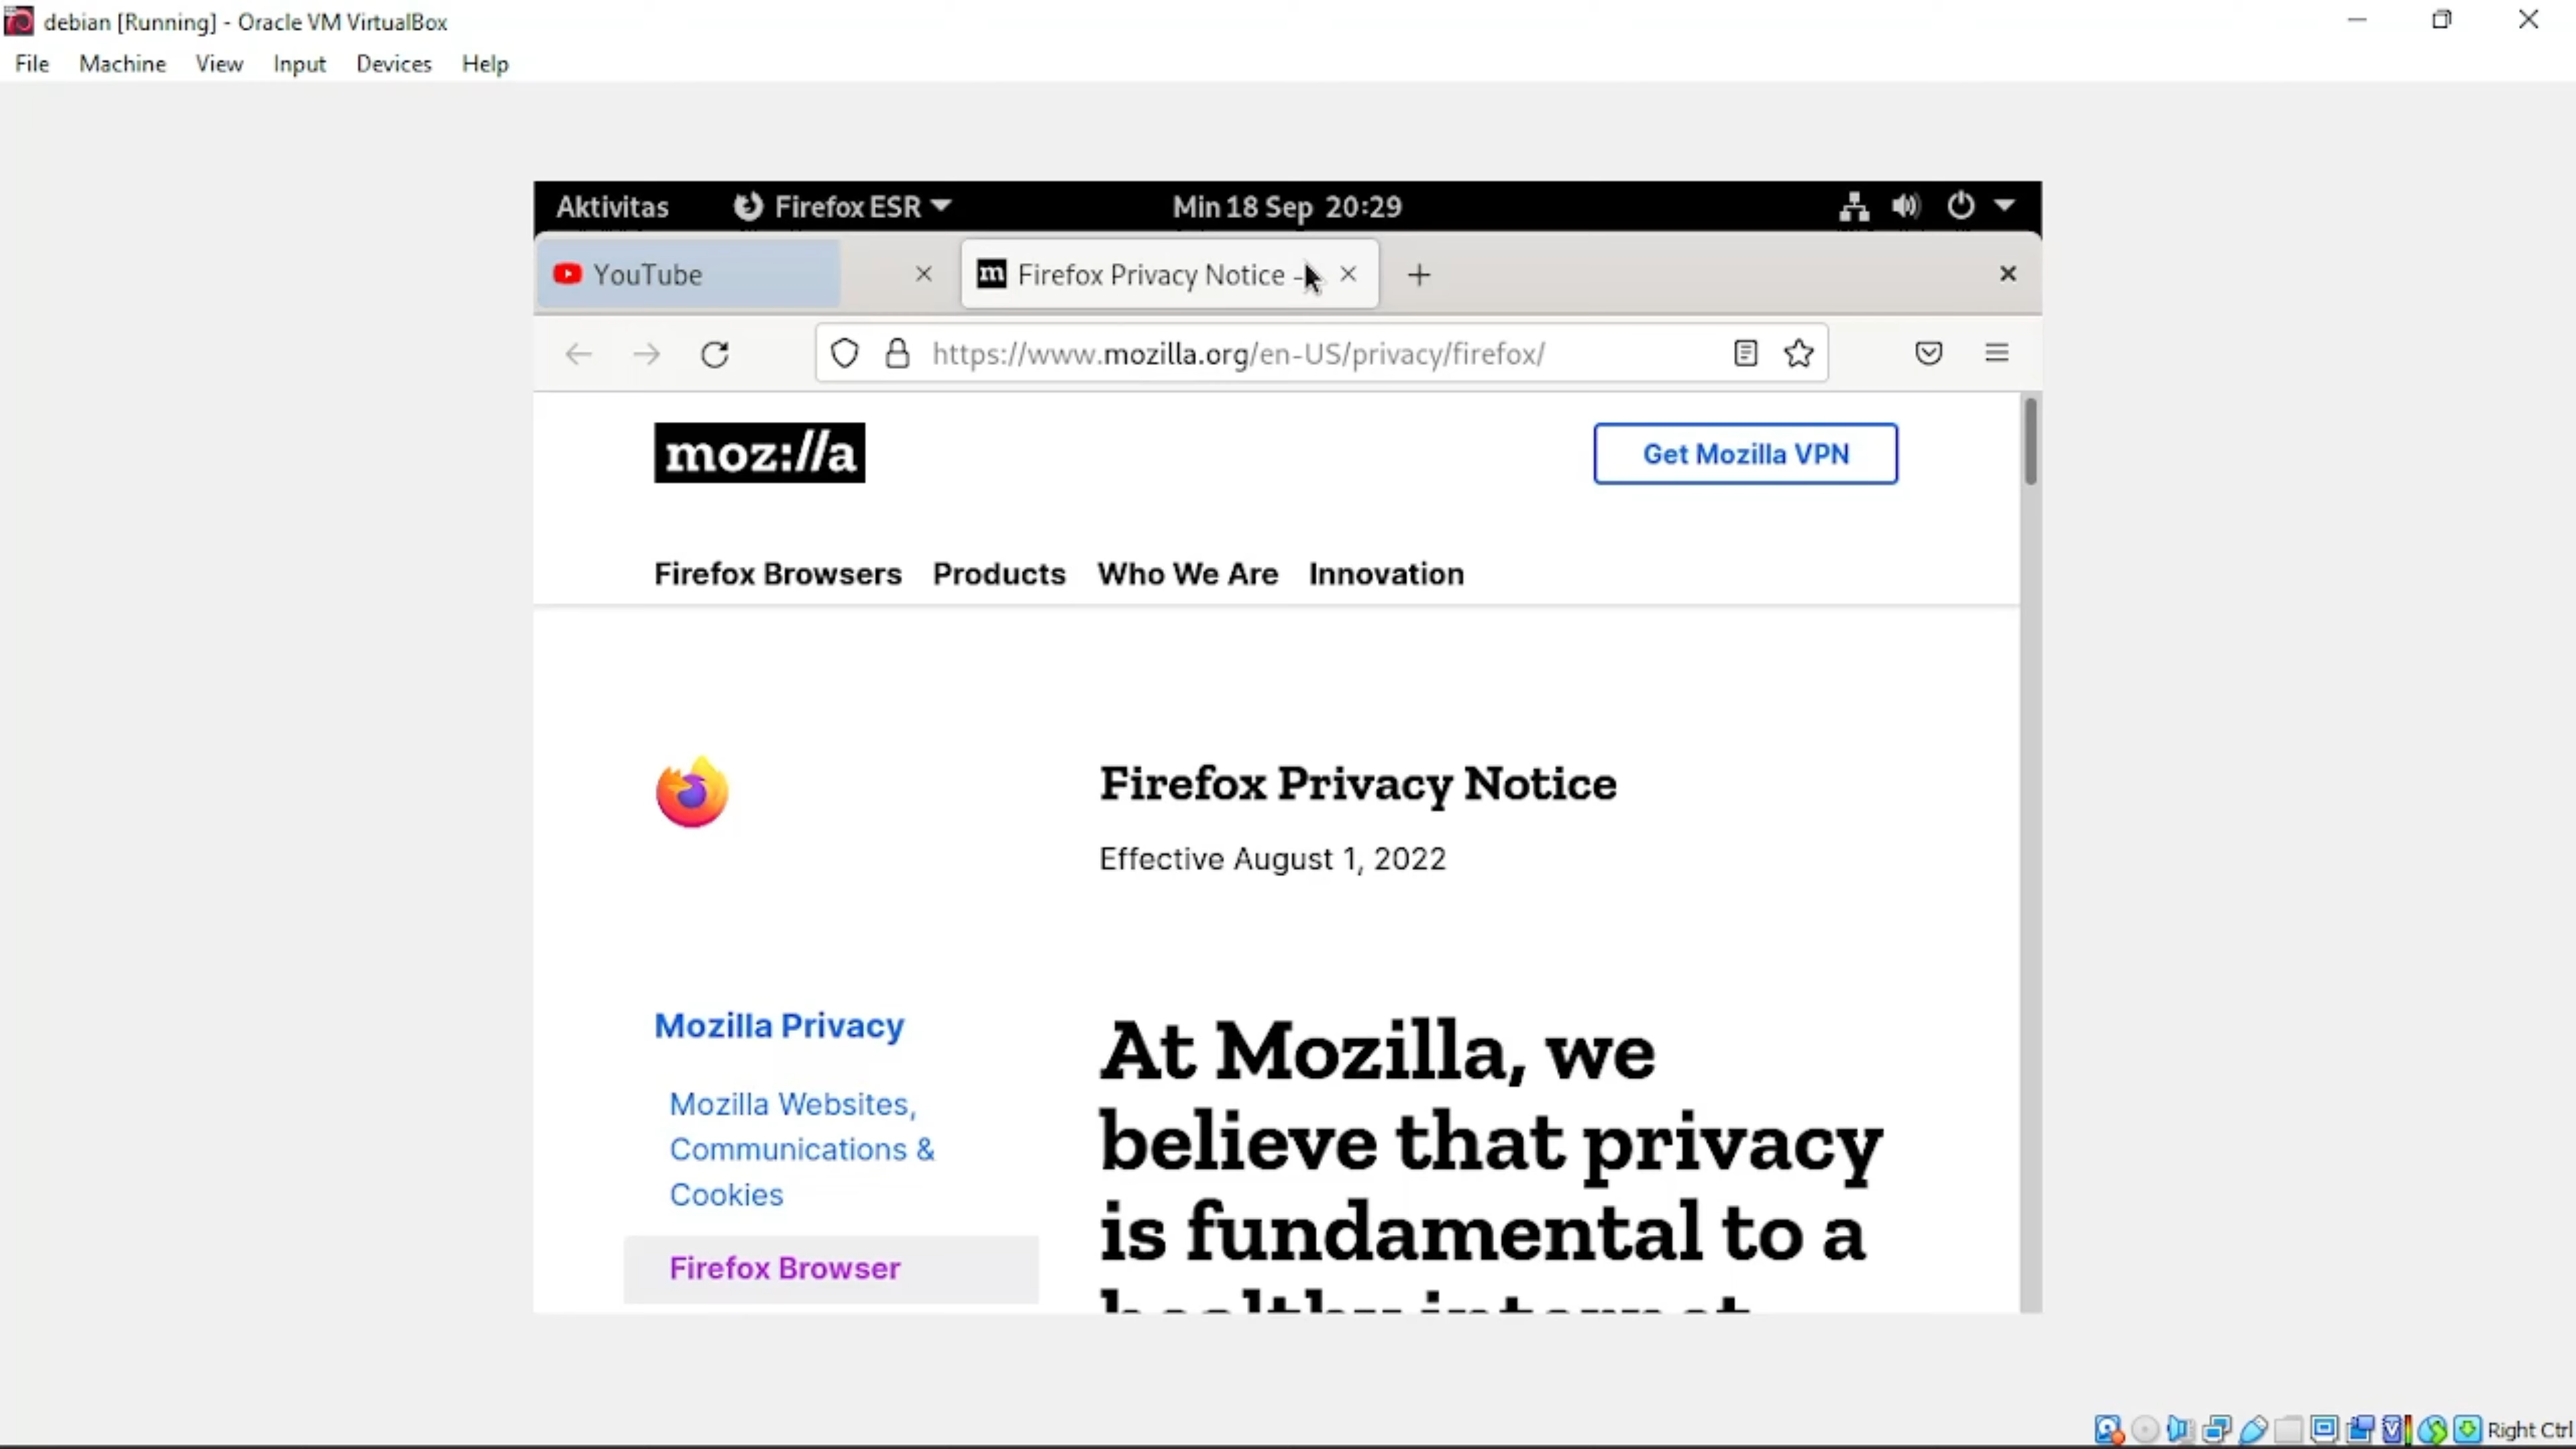 debian [Running] - Oracle VM VirtualBox
File Machine View Input Devices Help
Aktivitas Firefox ESR Min 18 Sep 20:29
YouTube Firefox Privacy Notice -
https://www.mozilla.org/en-US/privacy/firefox/
moz://a Get Mozilla VPN
Firefox Browsers Products Who We Are Innovation
Firefox Privacy Notice
Effective August 1, 2022
Mozilla Privacy
Mozilla Websites,
Communications &
Cookies
Firefox Browser
At Mozilla, we
believe that privacy
is fundamental to a
healthy internet
Right Ctrl